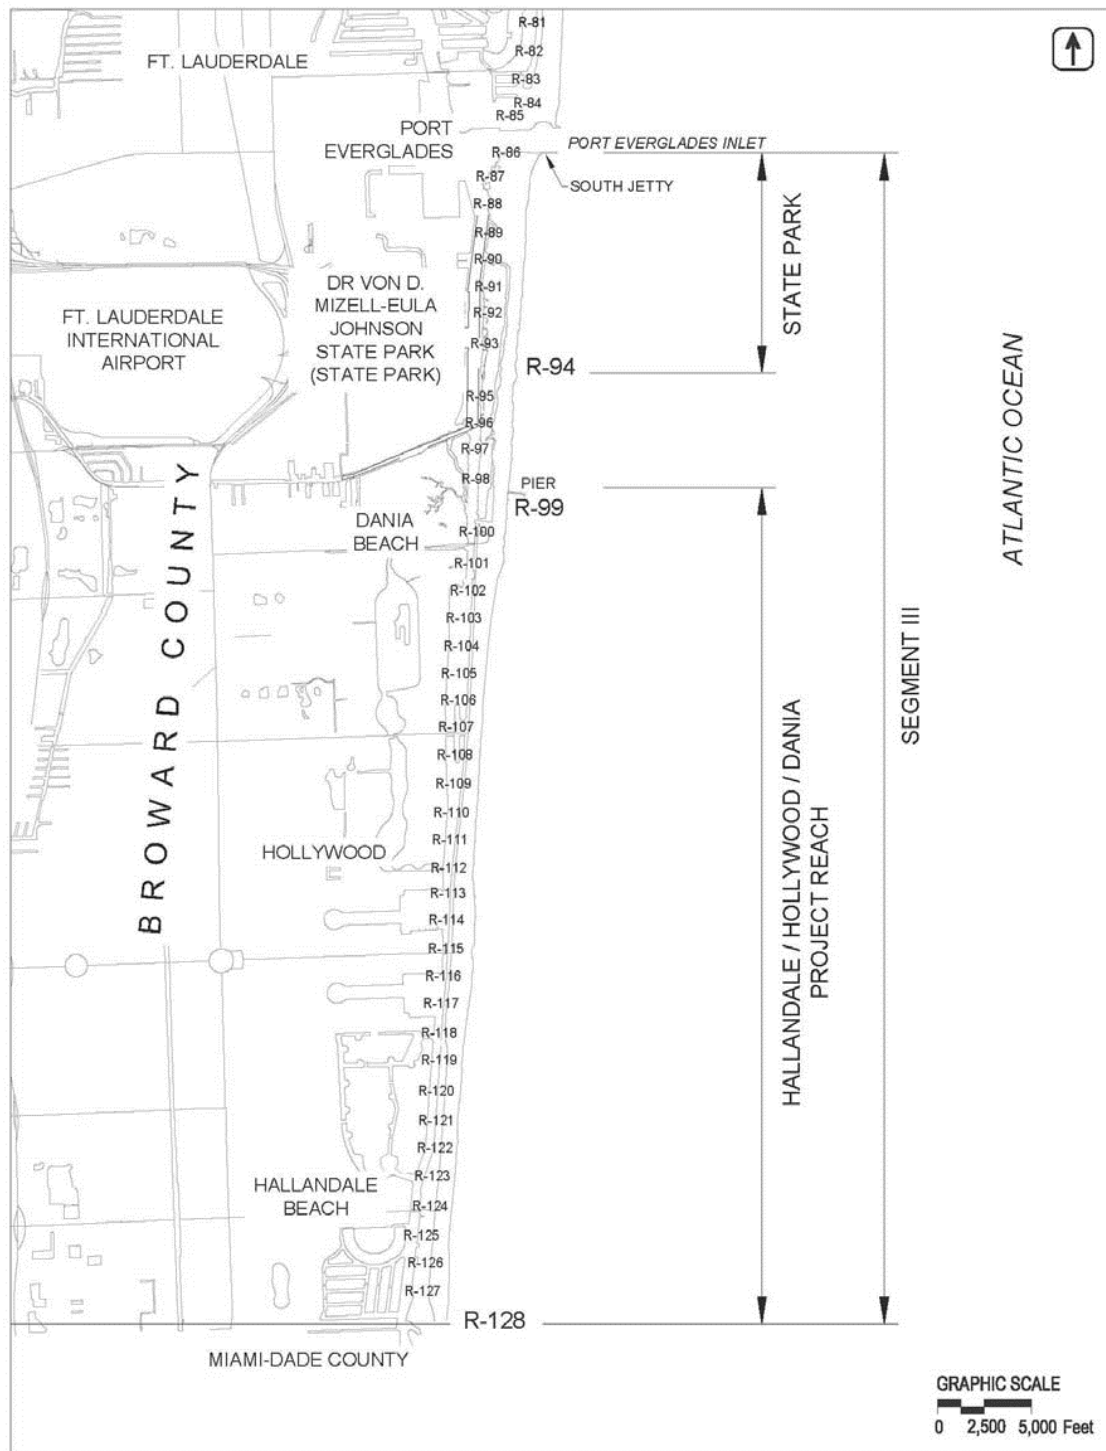 R-81
FT. LAUDERDALE
R-82
R-83
R-84
R-85
PORT
EVERGLADES
PORT EVERGLADES INLET
R-86
SOUTH JETTY
R-87
R-88
R-89
R-90
R-91
R-92
R-93
STATE PARK
DR VON D.
MIZELL-EULA
JOHNSON
STATE PARK
(STATE PARK)
FT. LAUDERDALE
INTERNATIONAL
AIRPORT
R-94
R-95
R-96
R-97
R-98
PIER
R-99
ATLANTIC OCEAN
DANIA
BEACH
R-100
R-101
R-102
R-103
R-104
R-105
R-106
R-107
R-108
R-109
R-110
R-111
BROWARD COUNTY
SEGMENT III
HALLANDALE / HOLLYWOOD / DANIA
PROJECT REACH
HOLLYWOOD
R-112
R-113
R-114
R-115
R-116
R-117
R-118
R-119
R-120
R-121
R-122
R-123
HALLANDALE
BEACH
R-124
R-125
R-126
R-127
R-128
MIAMI-DADE COUNTY
GRAPHIC SCALE
0 2,500 5,000 Feet